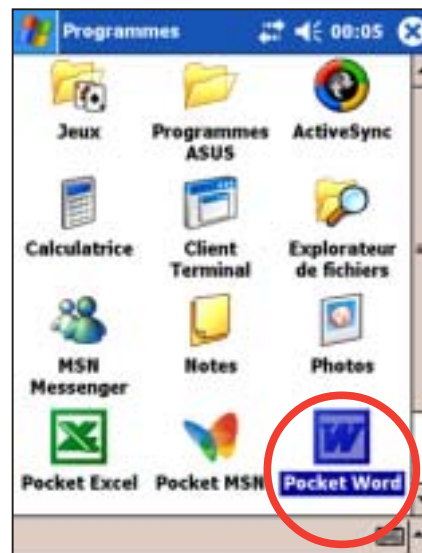 Programmes 00:05
Jeux Programmes ASUS ActiveSync
Calculatrice Client Terminal Explorateur de fichiers
MSN Messenger Notes Photos
Pocket Excel Pocket MSN Pocket Word